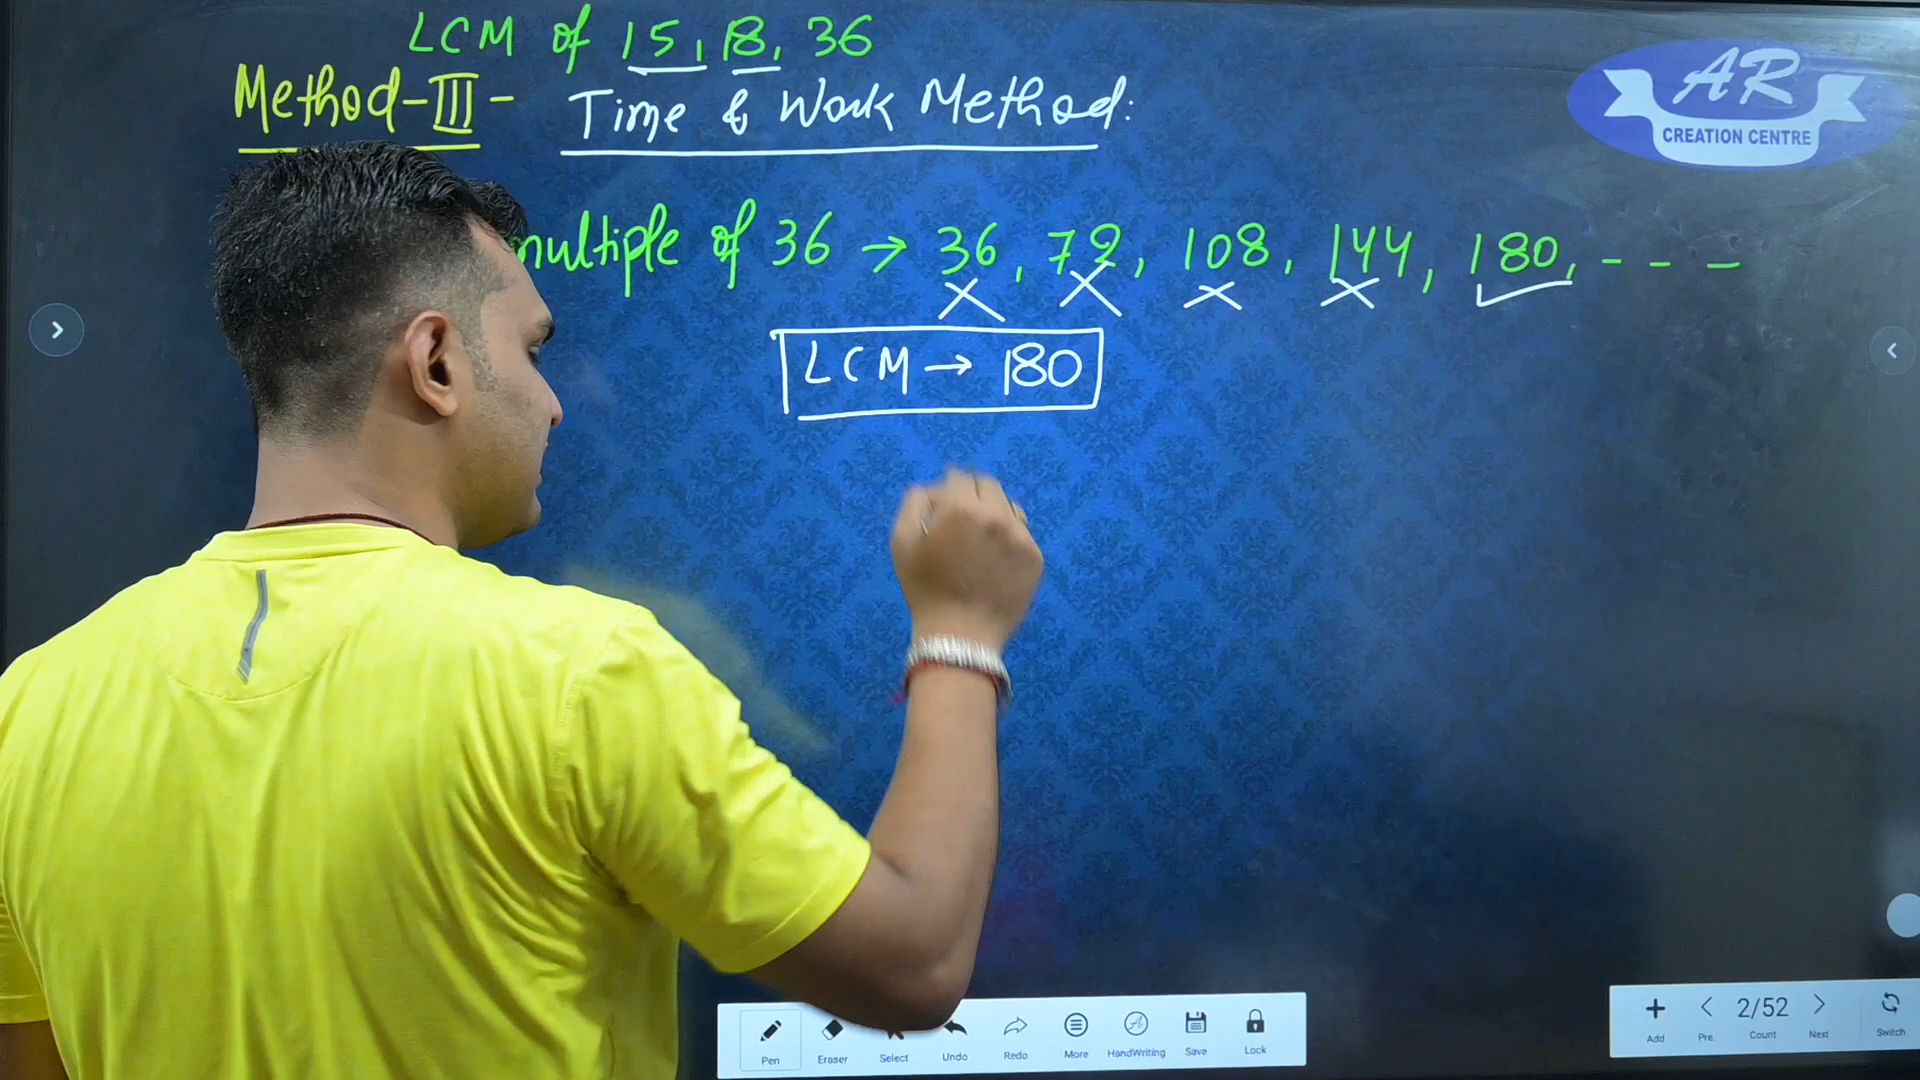 LCM of 15, 18, 36
Method-III - Time & Work Method:
multiple of 36 → 36, 72, 108, 144, 180, - - -
LCM → 180
AR
CREATION CENTRE
Pen Eraser Select Undo Redo More HandWriting Save Lock
2/52
Add Pre. Count Next Switch